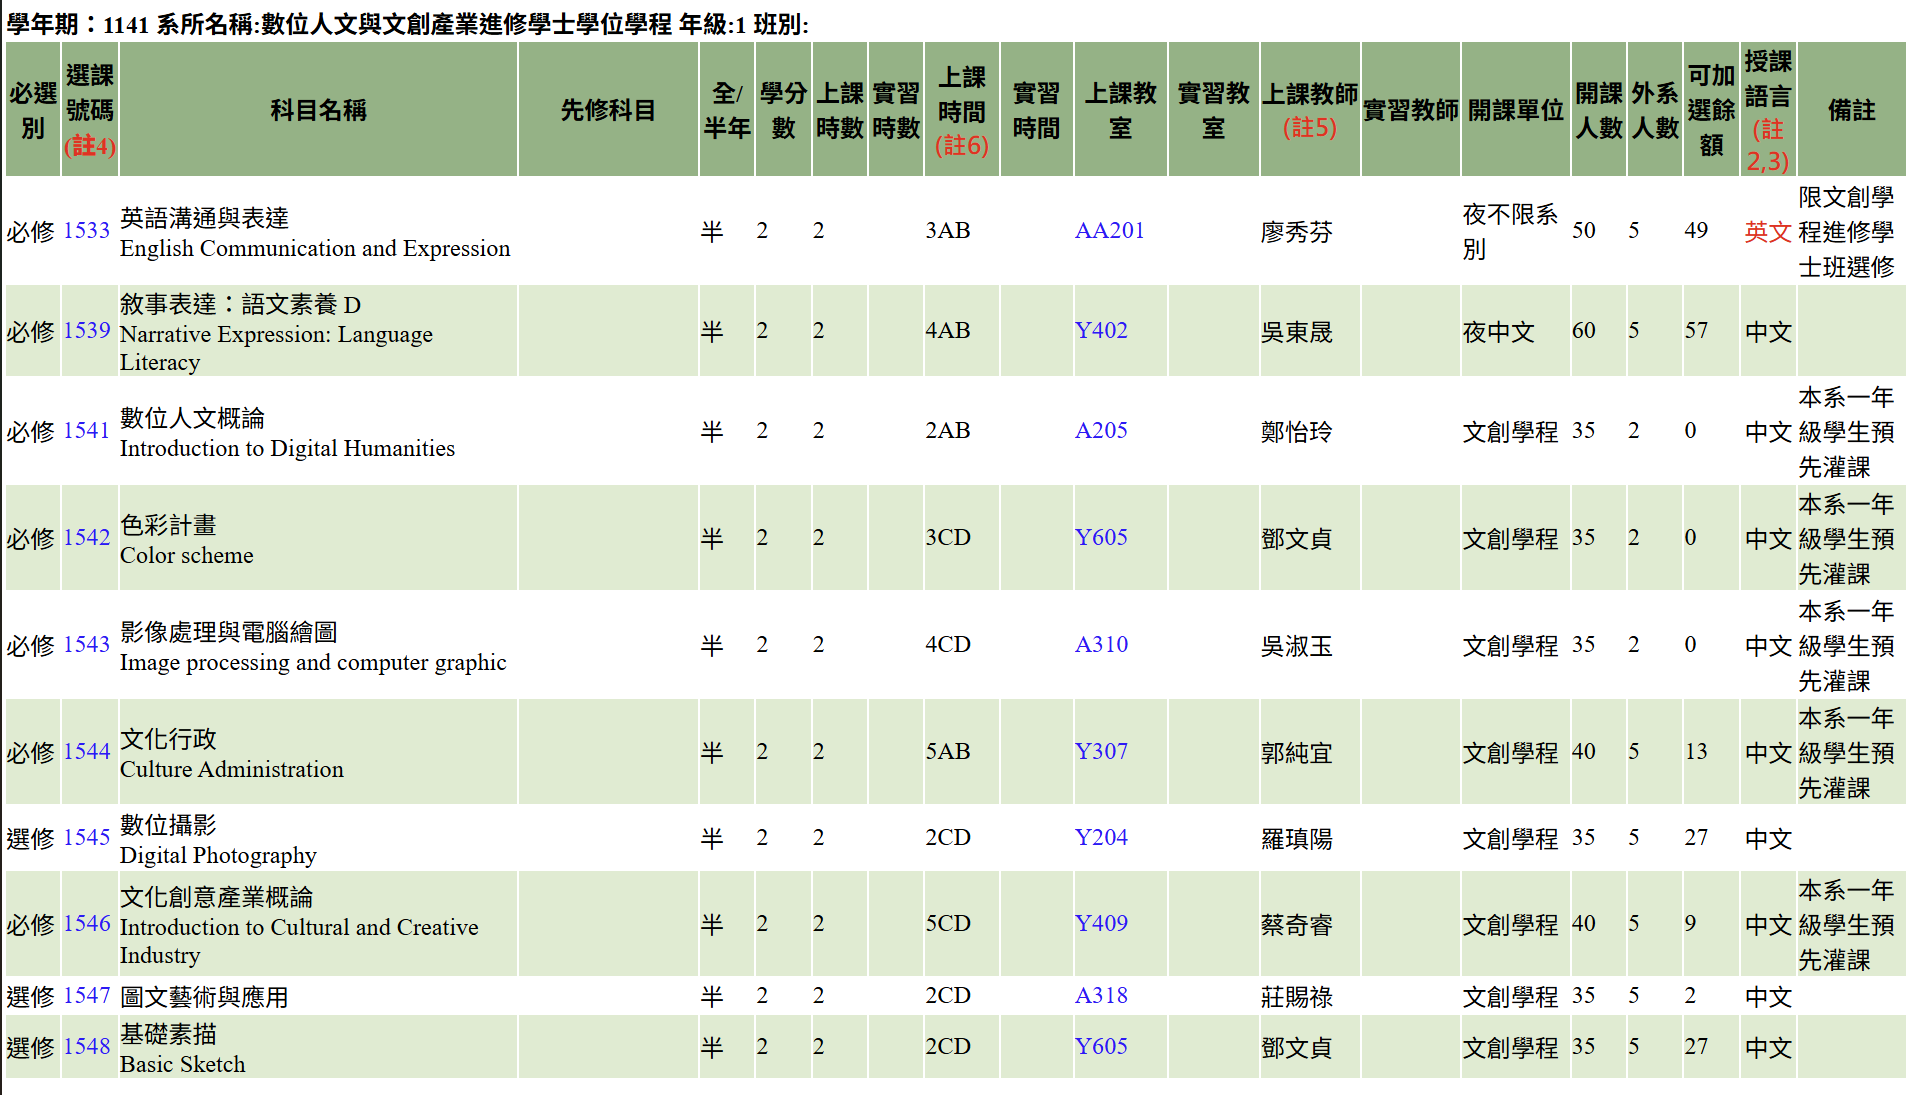 學年期：1141 系所名稱:數位人文與文創產業進修學士學位學程 年級:1 班別:
必選別 選課號碼(註4) 科目名稱 先修科目 全/半年 學分數 上課時數 實習時數 上課時間(註6) 實習時間 上課教室 實習教室 上課教師(註5) 實習教師 開課單位 開課人數 外系人數 可加選餘額 授課語言(註2,3) 備註
必修 1533 英語溝通與表達 English Communication and Expression 半 2 2 3AB AA201 廖秀芬 夜不限系別 50 5 49 英文 限文創學程進修學士班選修
必修 1539 敘事表達：語文素養 D Narrative Expression: Language Literacy 半 2 2 4AB Y402 吳東晟 夜中文 60 5 57 中文
必修 1541 數位人文概論 Introduction to Digital Humanities 半 2 2 2AB A205 鄭怡玲 文創學程 35 2 0 中文 本系一年級學生預先灌課
必修 1542 色彩計畫 Color scheme 半 2 2 3CD Y605 鄧文貞 文創學程 35 2 0 中文 本系一年級學生預先灌課
必修 1543 影像處理與電腦繪圖 Image processing and computer graphic 半 2 2 4CD A310 吳淑玉 文創學程 35 2 0 中文 本系一年級學生預先灌課
必修 1544 文化行政 Culture Administration 半 2 2 5AB Y307 郭純宜 文創學程 40 5 13 中文 本系一年級學生預先灌課
選修 1545 數位攝影 Digital Photography 半 2 2 2CD Y204 羅瑱陽 文創學程 35 5 27 中文
必修 1546 文化創意產業概論 Introduction to Cultural and Creative Industry 半 2 2 5CD Y409 蔡奇睿 文創學程 40 5 9 中文 本系一年級學生預先灌課
選修 1547 圖文藝術與應用 半 2 2 2CD A318 莊賜祿 文創學程 35 5 2 中文
選修 1548 基礎素描 Basic Sketch 半 2 2 2CD Y605 鄧文貞 文創學程 35 5 27 中文